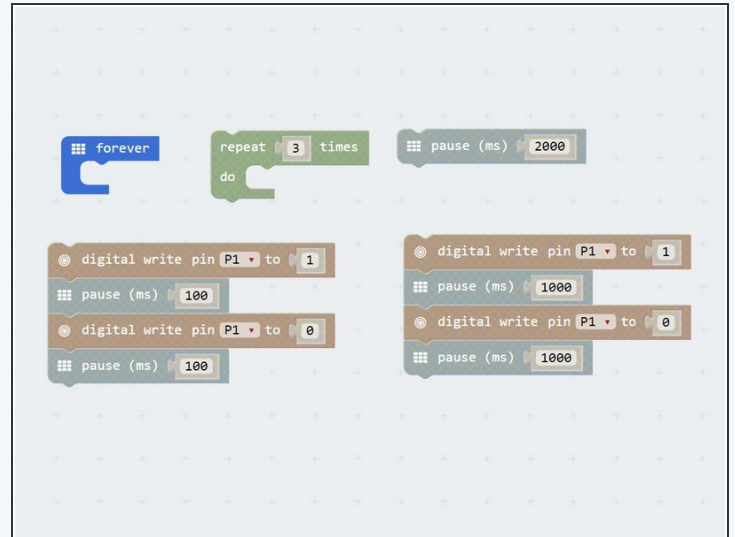 forever
repeat 3 times
do
pause (ms) 2000
digital write pin P1 to 1
pause (ms) 100
digital write pin P1 to 0
pause (ms) 100
digital write pin P1 to 1
pause (ms) 1000
digital write pin P1 to 0
pause (ms) 1000